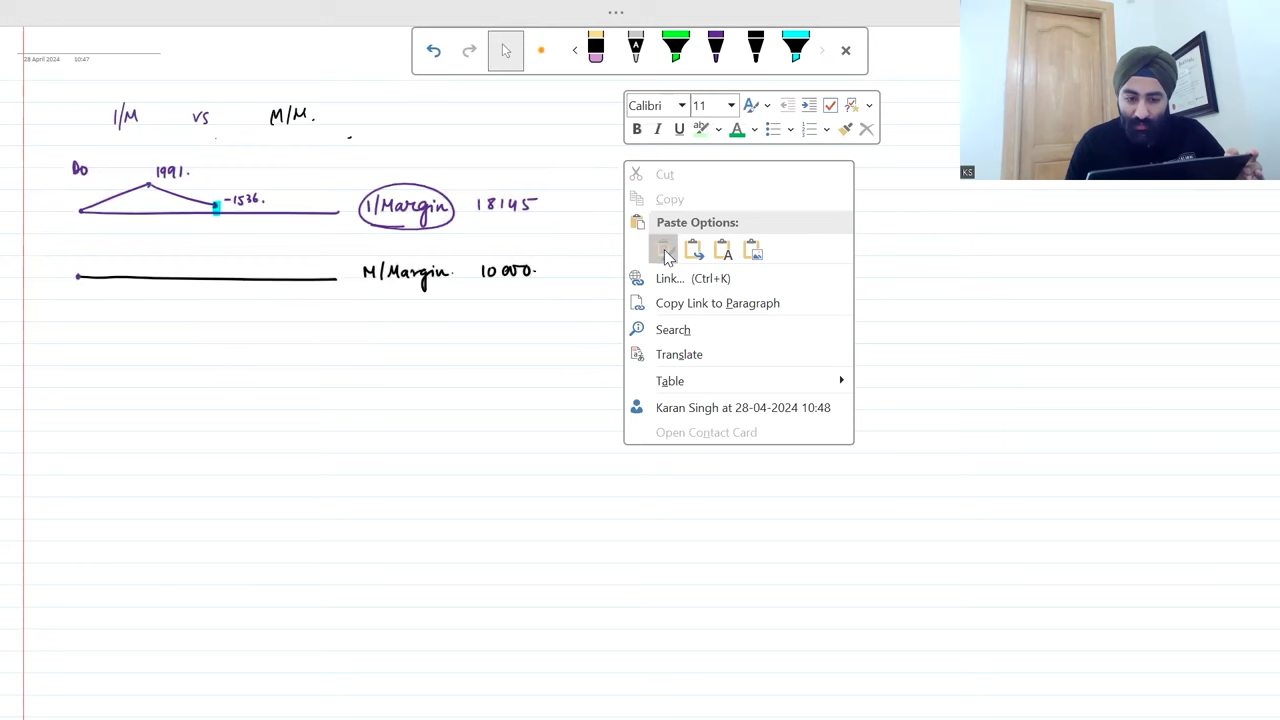 28 April 2024 10:47
I/M vs M/M.
D0 1991.
-1536.
I/Margin 18145
M/Margin. 10000.
Calibri 11
B I U ab A
Cut
Copy
Paste Options:
Link... (Ctrl+K)
Copy Link to Paragraph
Search
Translate
Table
Karan Singh at 28-04-2024 10:48
Open Contact Card
KS